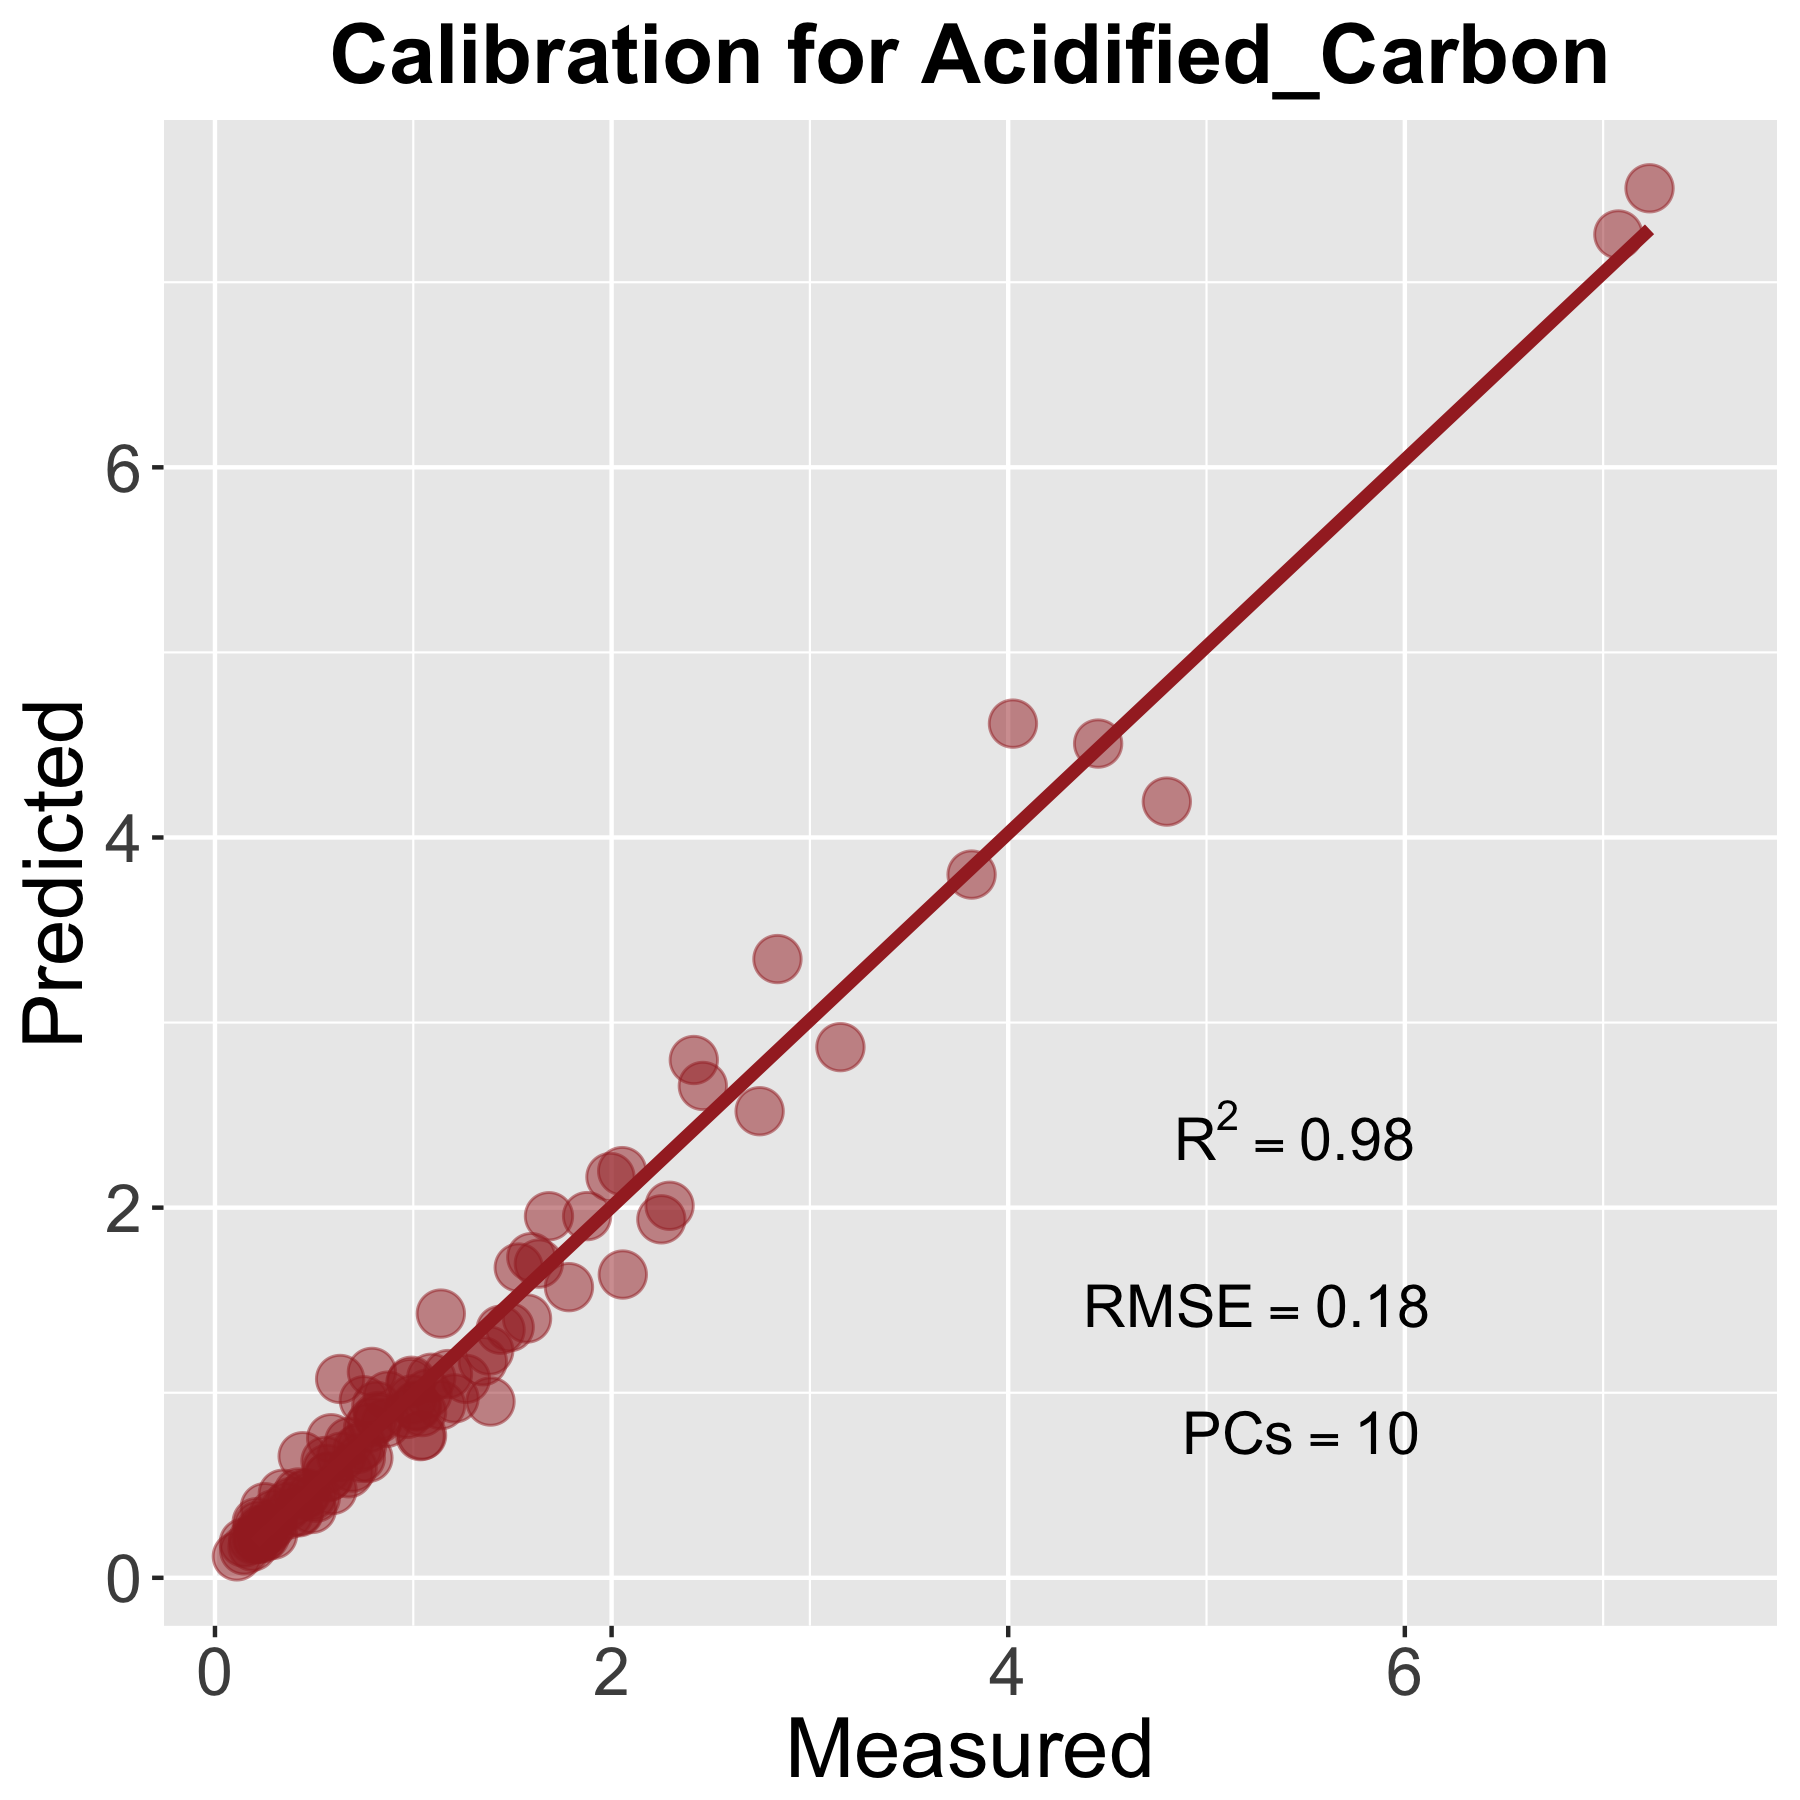 Calibration for Acidified_Carbon
Predicted
6
4
2
0
R² = 0.98
RMSE = 0.18
PCs = 10
0 2 4 6
Measured